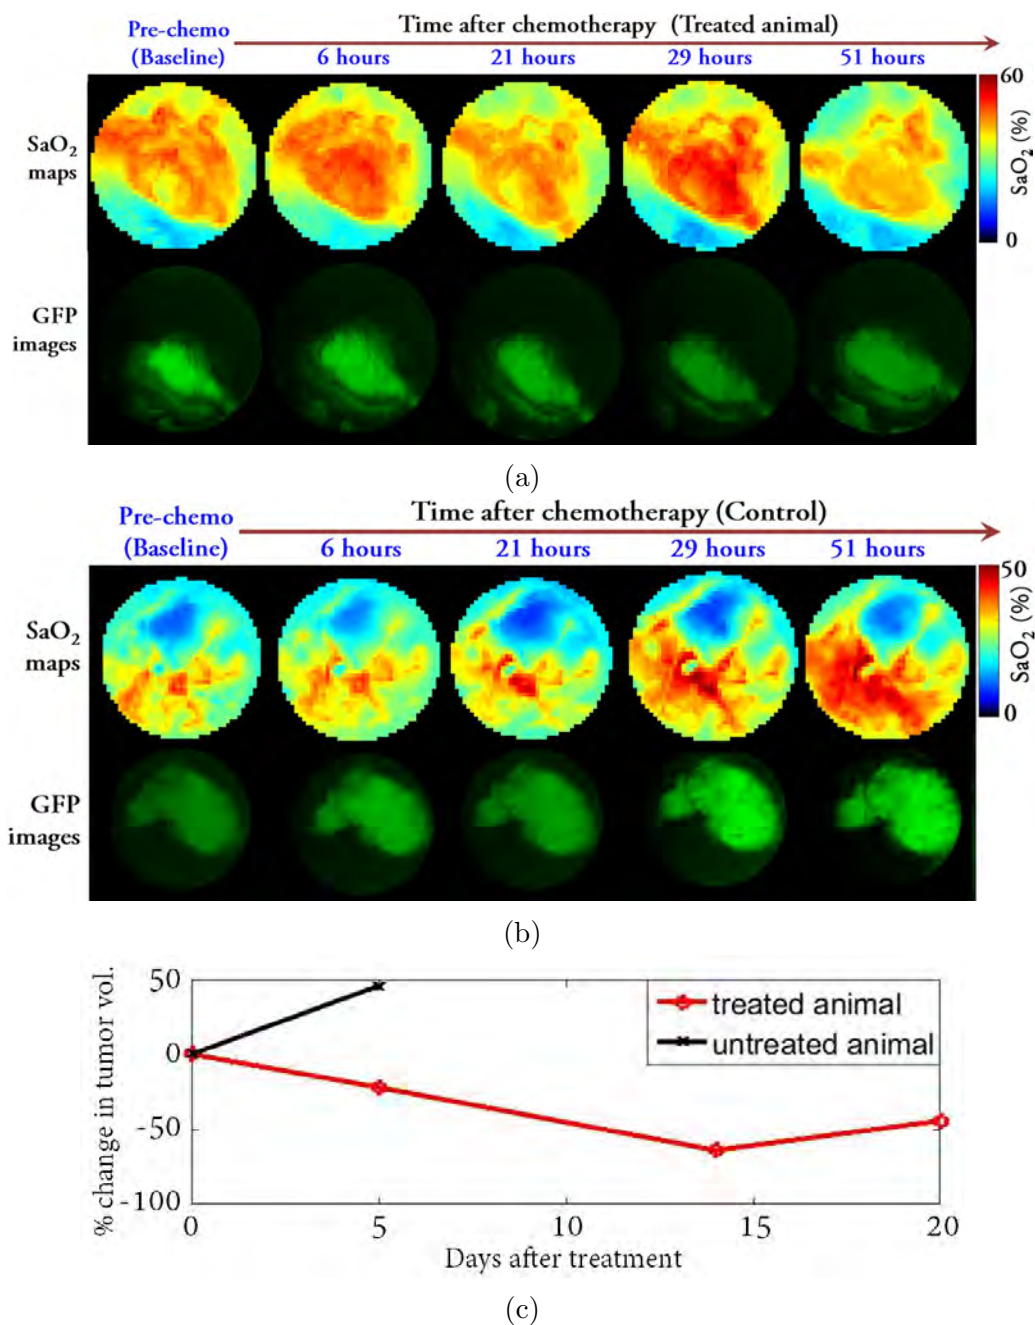 Pre-chemo
(Baseline)
Time after chemotherapy (Treated animal)
6 hours 21 hours 29 hours 51 hours
SaO2
maps
60
SaO2 (%)
0
GFP
images
(a)
Pre-chemo
(Baseline)
Time after chemotherapy (Control)
6 hours 21 hours 29 hours 51 hours
SaO2
maps
50
SaO2 (%)
0
GFP
images
(b)
% change in tumor vol.
50
0
-50
-100
treated animal
untreated animal
0 5 10 15 20
Days after treatment
(c)